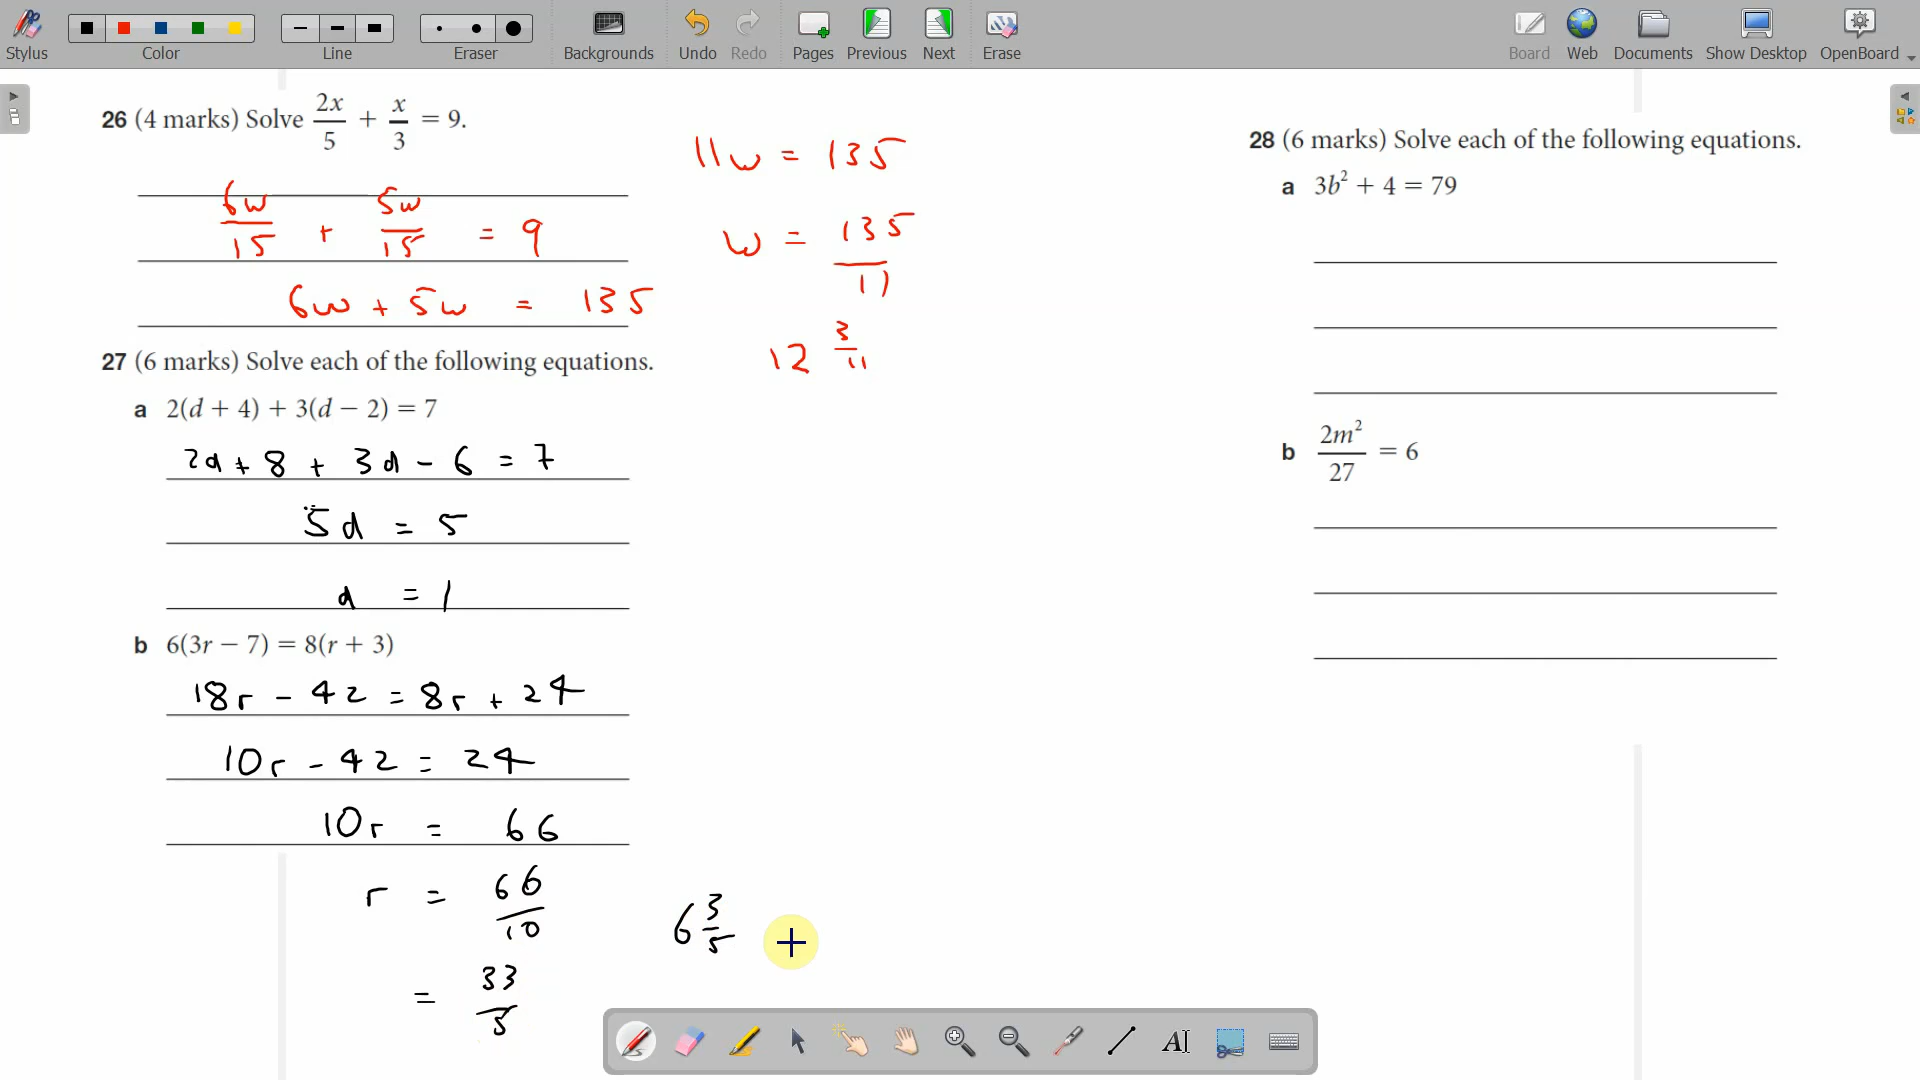 Stylus Color Line Eraser Backgrounds Undo Redo Pages Previous Next Erase Board Web Documents Show Desktop OpenBoard
26 (4 marks) Solve 2x/5 + x/3 = 9.
6w/15 + 5w/15 = 9
6w + 5w = 135
11w = 135
w = 135/11
12 3/11
27 (6 marks) Solve each of the following equations.
a 2(d + 4) + 3(d − 2) = 7
2d + 8 + 3d - 6 = 7
5d = 5
d = 1
b 6(3r − 7) = 8(r + 3)
18r - 42 = 8r + 24
10r - 42 = 24
10r = 66
r = 66/10
= 33/5
6 3/5
28 (6 marks) Solve each of the following equations.
a 3b² + 4 = 79
b 2m²/27 = 6